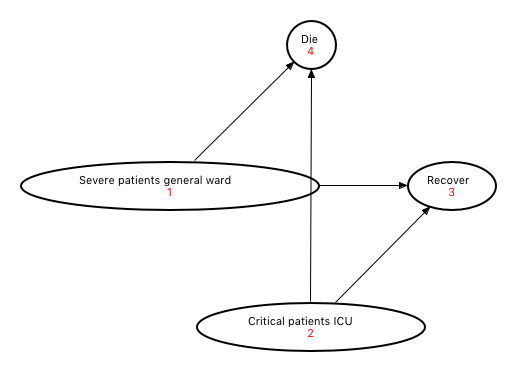 Die
4
Severe patients general ward
1
Recover
3
Critical patients ICU
2